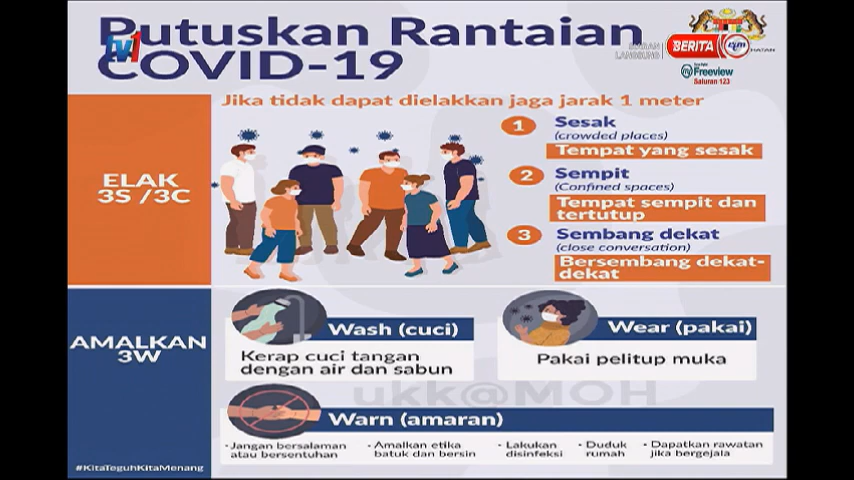 Putuskan Rantaian
COVID-19
tv1
SIARAN
LANGSUNG
BERITA
rtm
Freeview
Saluran 123
Jika tidak dapat dielakkan jaga jarak 1 meter
ELAK
3S /3C
1 Sesak
(crowded places)
Tempat yang sesak
2 Sempit
(Confined spaces)
Tempat sempit dan
tertutup
3 Sembang dekat
(close conversation)
Bersembang dekat-
dekat
AMALKAN
3W
Wash (cuci)
Kerap cuci tangan
dengan air dan sabun
Wear (pakai)
Pakai pelitup muka
ukk@MOH
Warn (amaran)
- Jangan bersalaman
atau bersentuhan
- Amalkan etika
batuk dan bersin
- Lakukan
disinfeksi
- Duduk
rumah
- Dapatkan rawatan
jika bergejala
#KitaTeguhKitaMenang